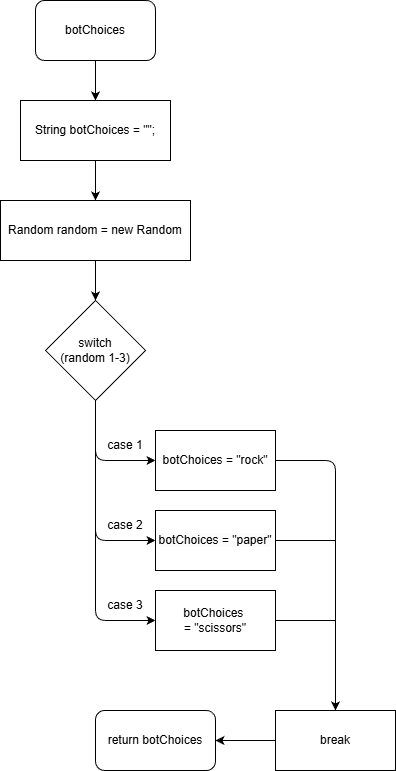 botChoices
String botChoices = "";
Random random = new Random
switch
(random 1-3)
case 1
botChoices = "rock"
case 2
botChoices = "paper"
case 3
botChoices
= "scissors"
return botChoices
break